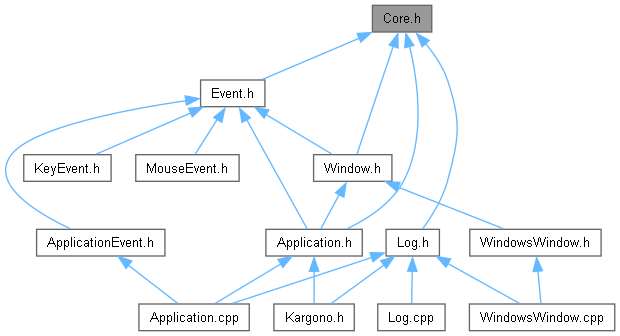 Core.h
Event.h
KeyEvent.h
MouseEvent.h
Window.h
ApplicationEvent.h
Application.h
Log.h
WindowsWindow.h
Application.cpp
Kargono.h
Log.cpp
WindowsWindow.cpp